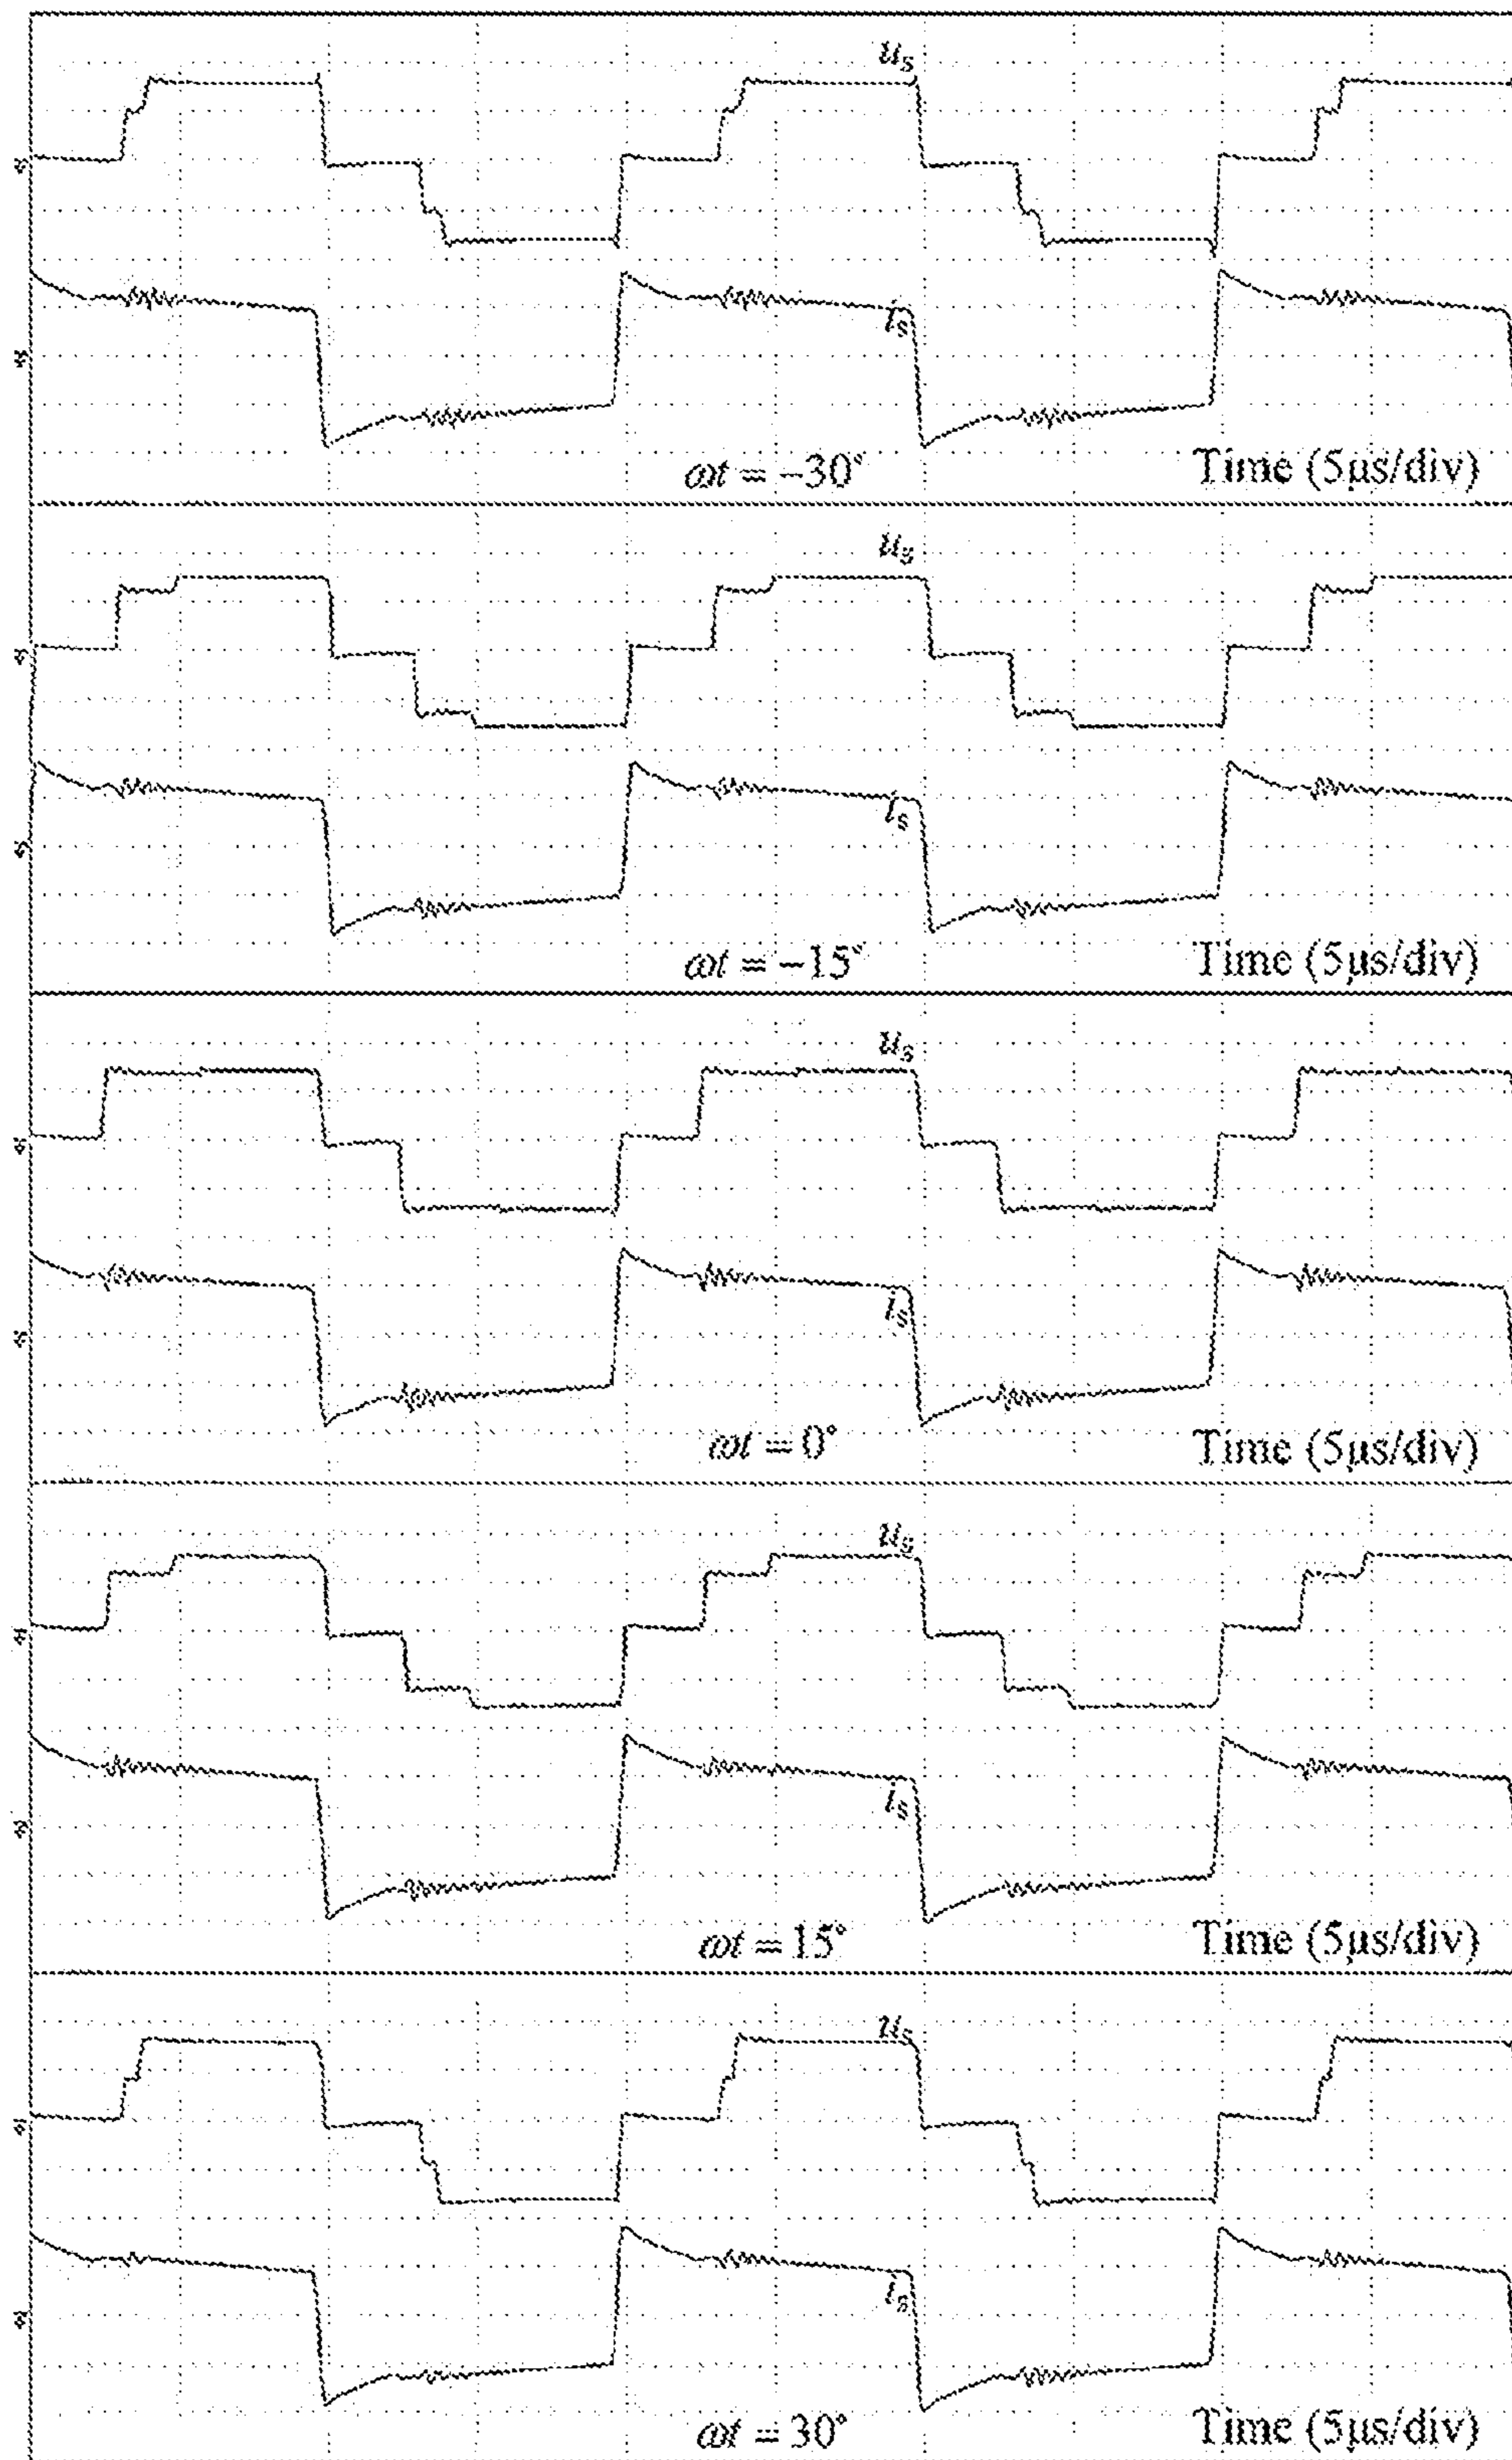 u_s
i_s
ωt = −30° Time (5μs/div)
u_s
i_s
ωt = −15° Time (5μs/div)
u_s
i_s
ωt = 0° Time (5μs/div)
u_s
i_s
ωt = 15° Time (5μs/div)
u_s
i_s
ωt = 30° Time (5μs/div)